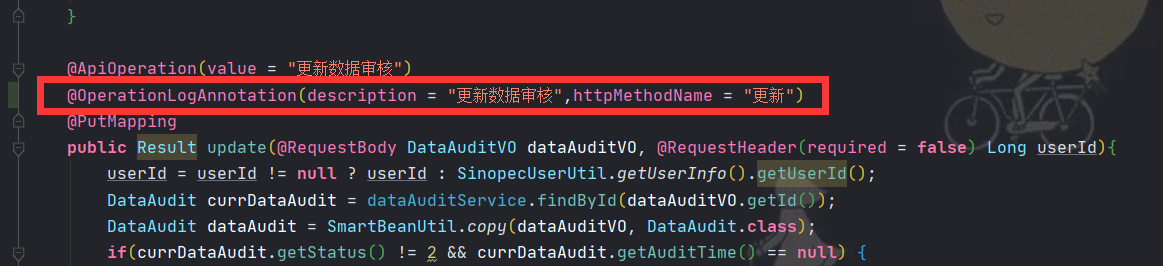 }
@ApiOperation(value = "更新数据审核")
@OperationLogAnnotation(description = "更新数据审核",httpMethodName = "更新")
@PutMapping
public Result update(@RequestBody DataAuditVO dataAuditVO, @RequestHeader(required = false) Long userId){
userId = userId != null ? userId : SinopecUserUtil.getUserInfo().getUserId();
DataAudit currDataAudit = dataAuditService.findById(dataAuditVO.getId());
DataAudit dataAudit = SmartBeanUtil.copy(dataAuditVO, DataAudit.class);
if(currDataAudit.getStatus() != 2 && currDataAudit.getAuditTime() == null) {